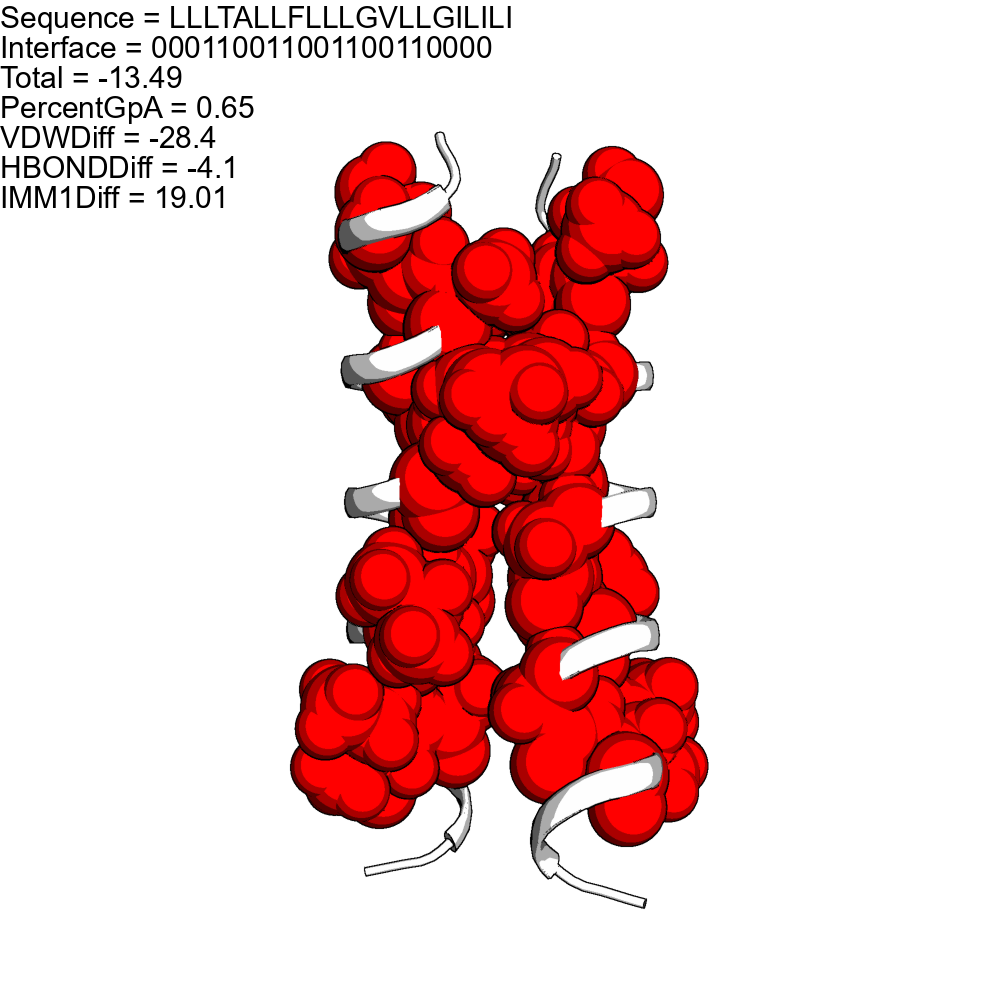 Sequence = LLLTALLFLLLGVLLGILILI
Interface = 000110011001100110000
Total = -13.49
PercentGpA = 0.65
VDWDiff = -28.4
HBONDDiff = -4.1
IMM1Diff = 19.01